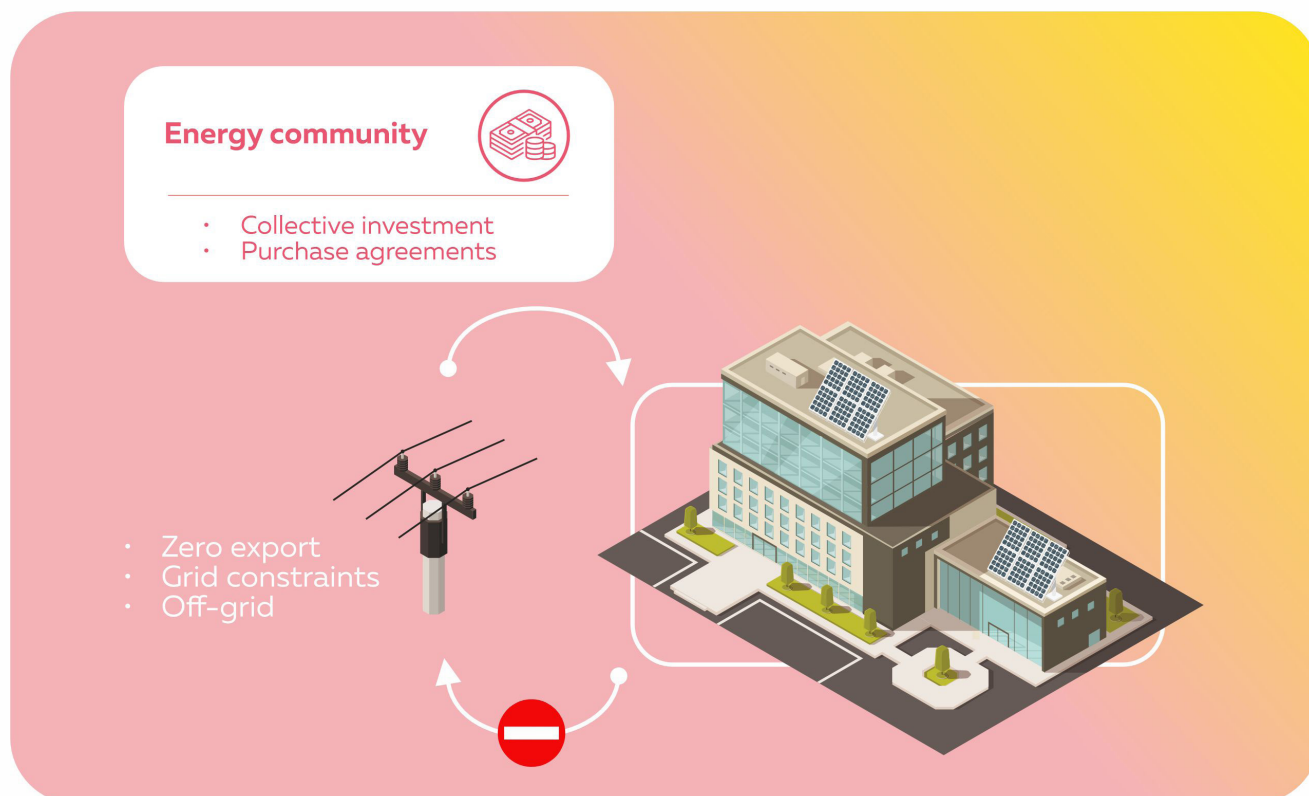 Energy community
· Collective investment
· Purchase agreements
· Zero export
· Grid constraints
· Off-grid